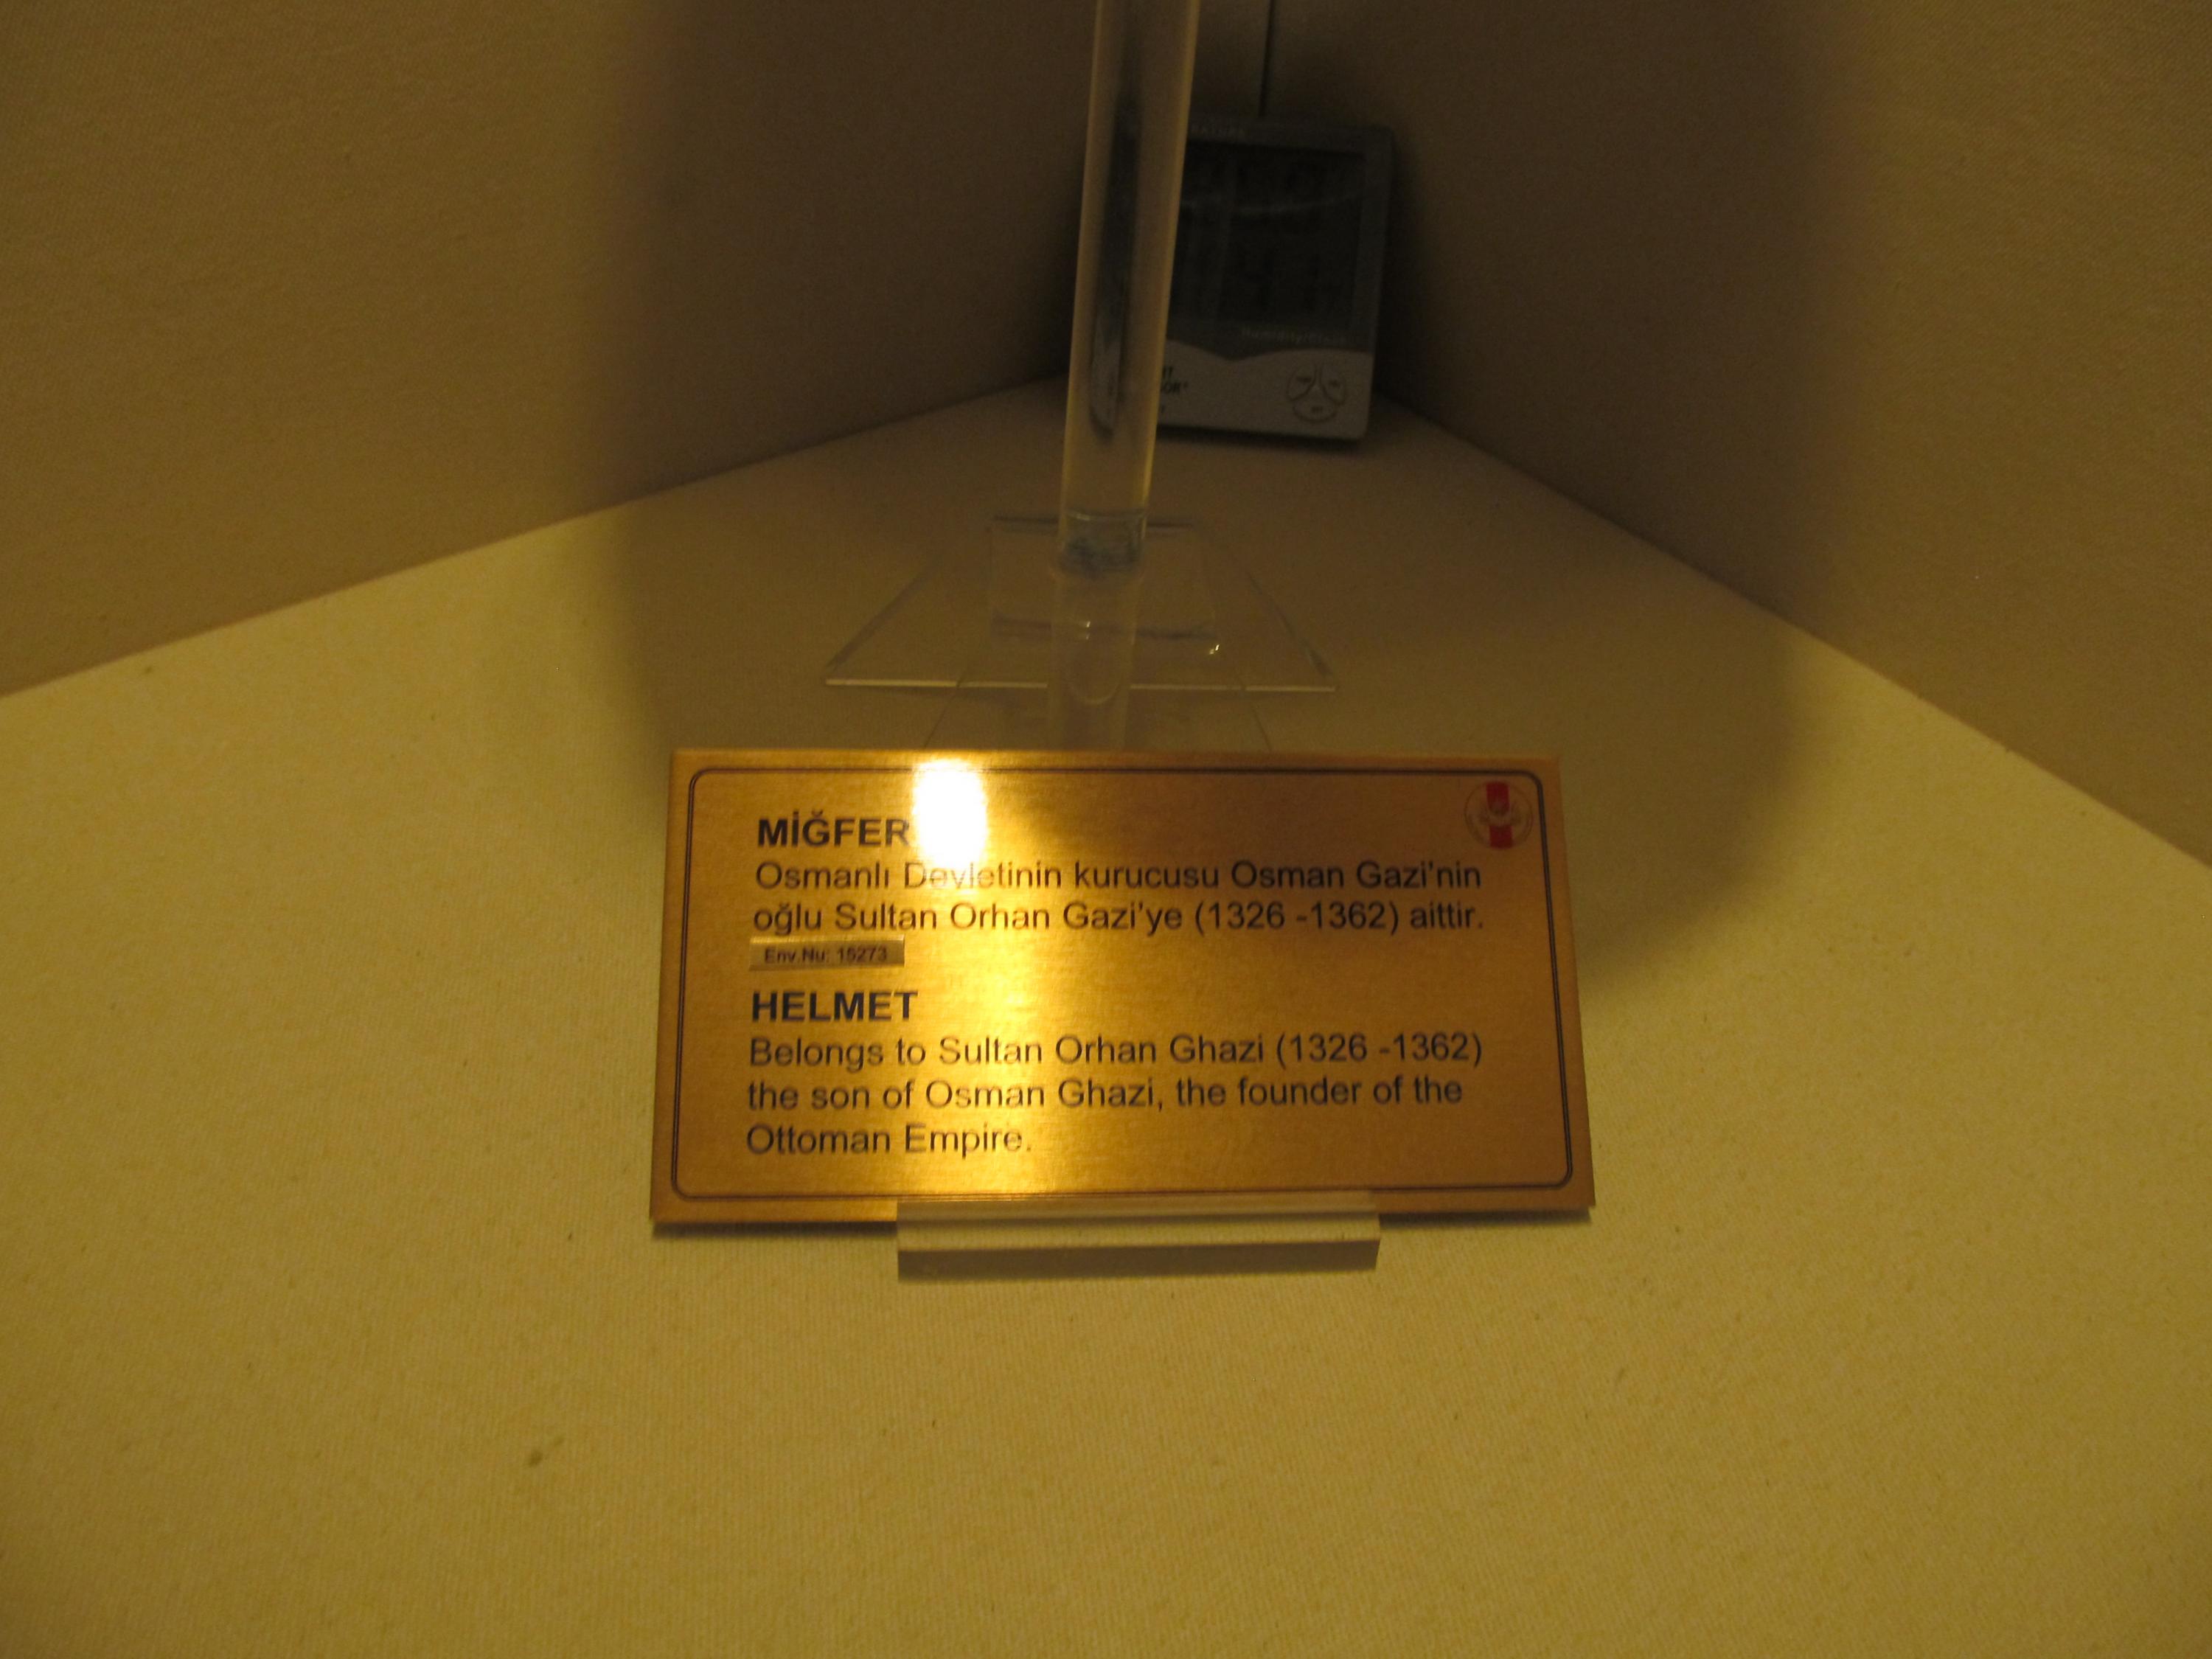 MİĞFER
Osmanlı Devletinin kurucusu Osman Gazi'nin
oğlu Sultan Orhan Gazi'ye (1326 -1362) aittir.
Env.Nu: 15273
HELMET
Belongs to Sultan Orhan Ghazi (1326 -1362)
the son of Osman Ghazi, the founder of the
Ottoman Empire.